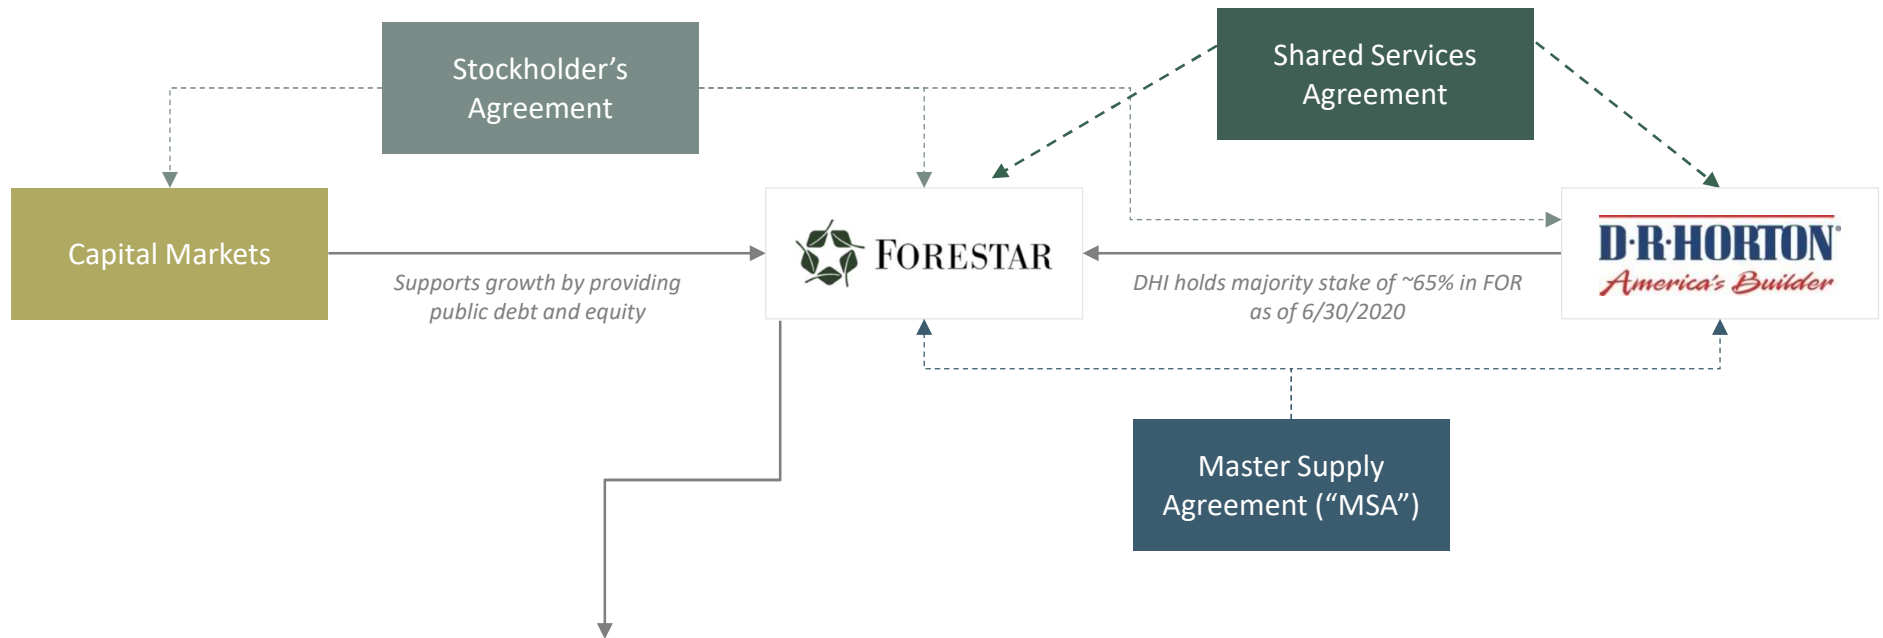 Stockholder’s
Agreement
Shared Services
Agreement
Capital Markets
Supports growth by providing
public debt and equity
FORESTAR
DHI holds majority stake of ~65% in FOR
as of 6/30/2020
D·R·HORTON®
America's Builder
Master Supply
Agreement (“MSA”)